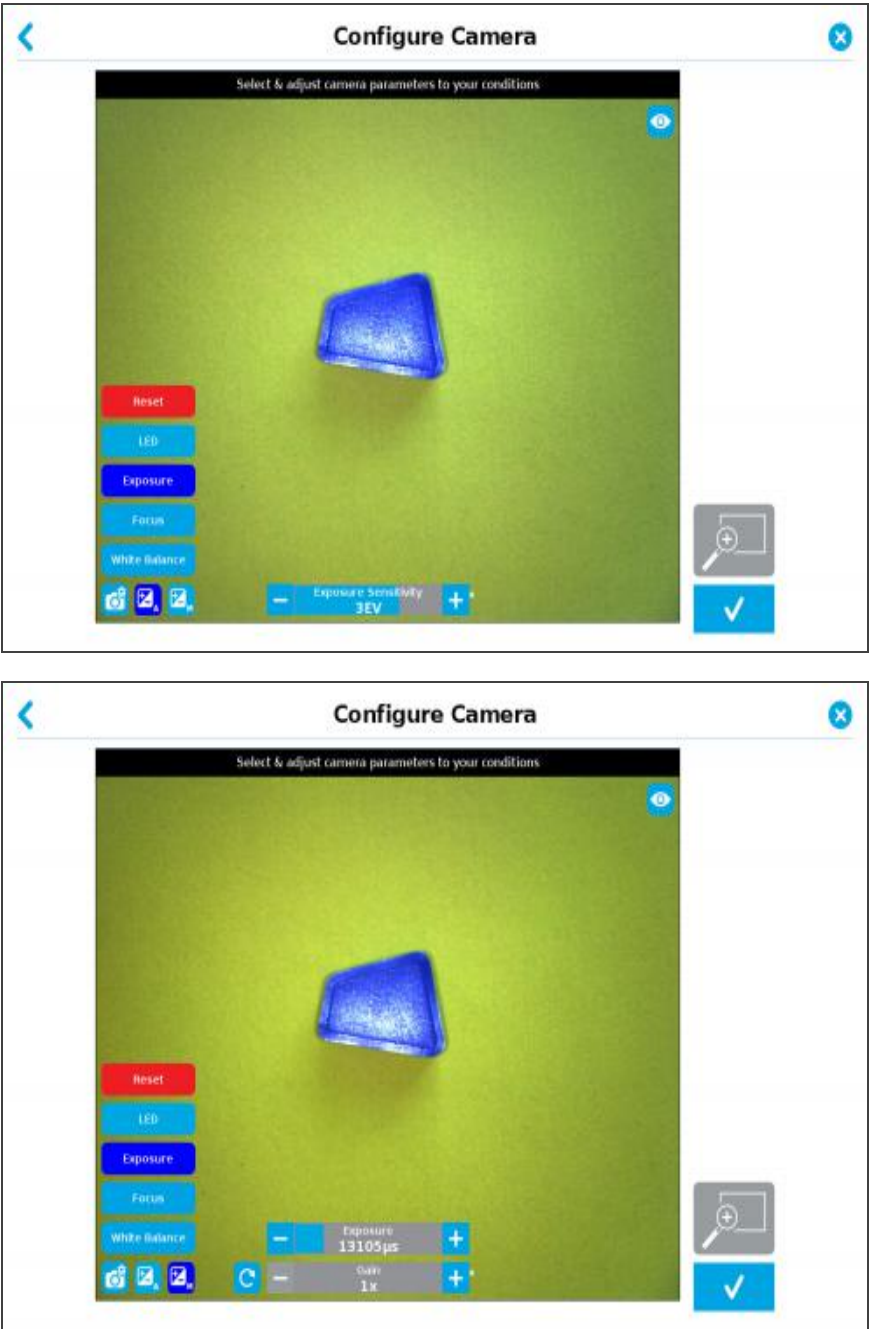 Configure Camera
Select & adjust camera parameters to your conditions
Reset
LED
Exposure
Focus
White Balance
A
M
Exposure Sensitivity
3EV
Configure Camera
Select & adjust camera parameters to your conditions
Reset
LED
Exposure
Focus
White Balance
Exposure
13105µs
A
M
Gain
1x